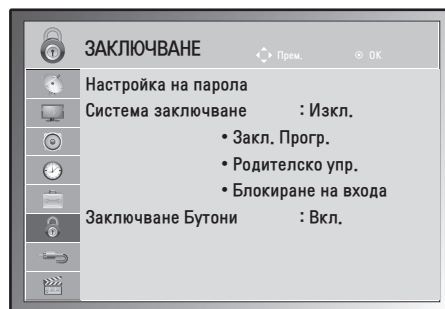 ЗАКЛЮЧВАНЕ Прем. OK
Настройка на парола
Система заключване : Изкл.
• Закл. Прогр.
• Родителско упр.
• Блокиране на входа
Заключване Бутони : Вкл.